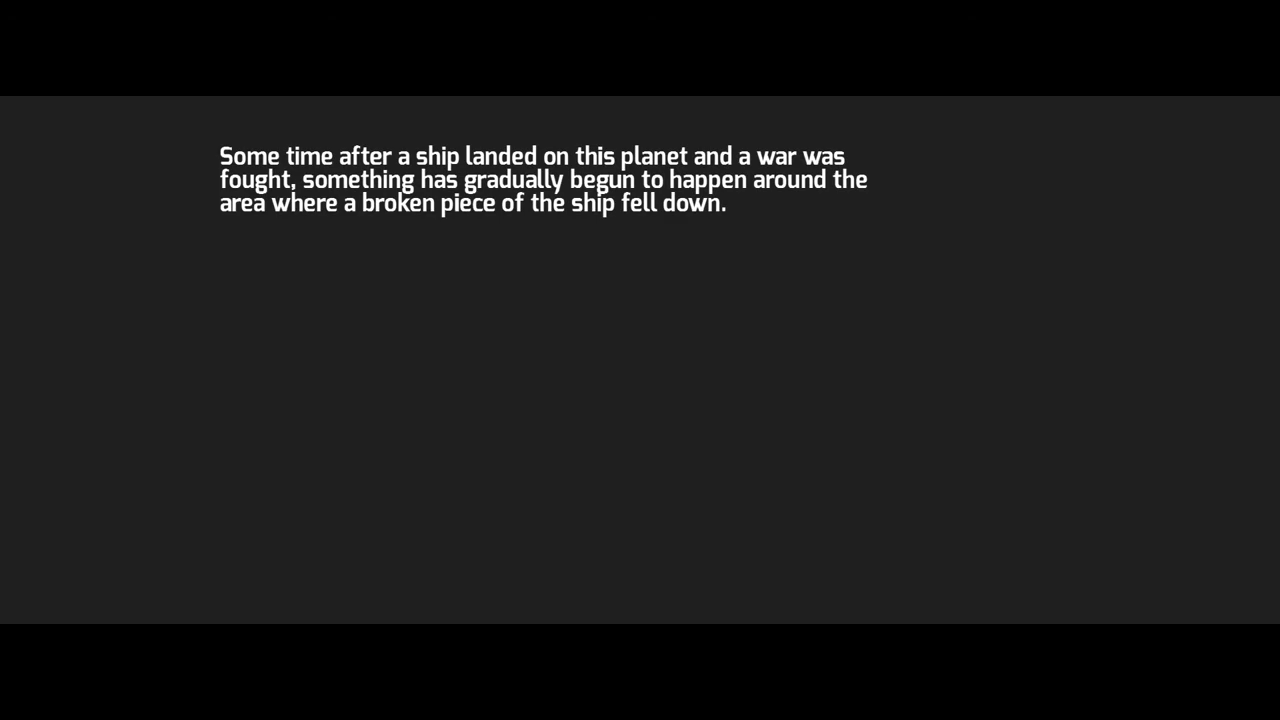 Some time after a ship landed on this planet and a war was
fought, something has gradually begun to happen around the
area where a broken piece of the ship fell down.